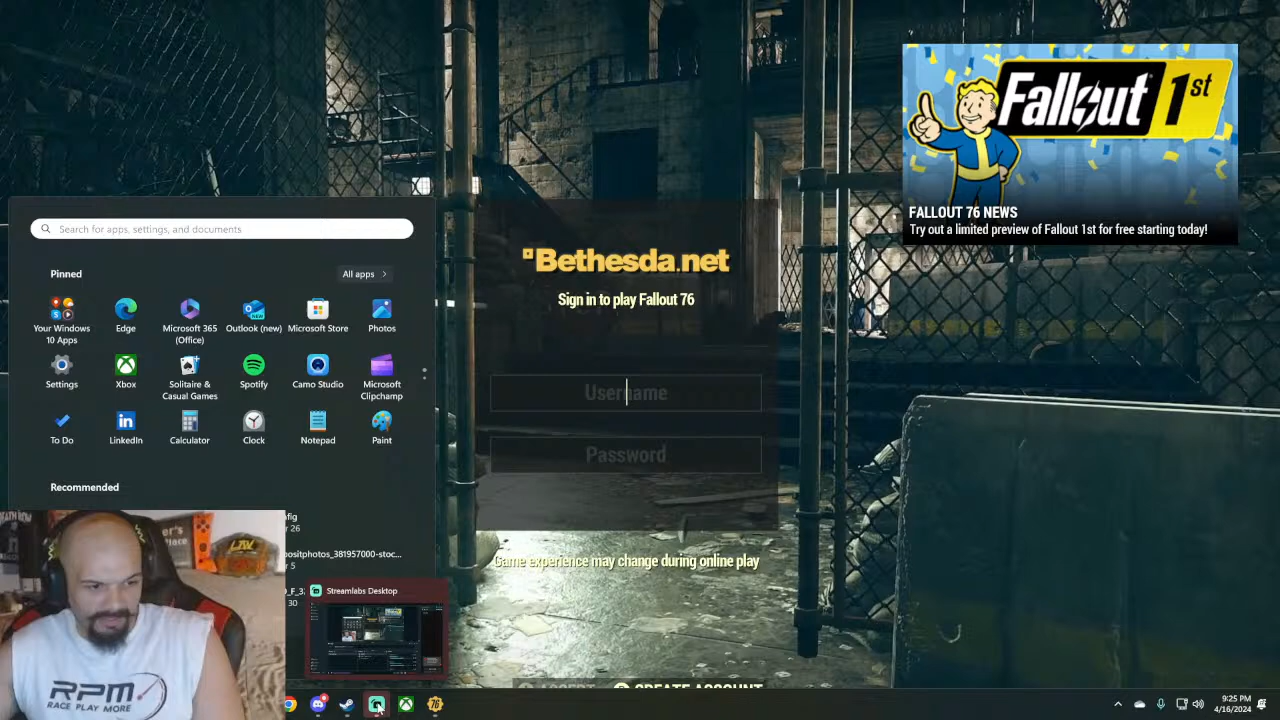 Fallout 1st
FALLOUT 76 NEWS
Try out a limited preview of Fallout 1st for free starting today!
Search for apps, settings, and documents
Pinned
All apps
Your Windows
10 Apps
Edge
Microsoft 365
(Office)
Outlook (new)
Microsoft Store
Photos
Settings
Xbox
Solitaire &
Casual Games
Spotify
Camo Studio
Microsoft
Clipchamp
To Do
LinkedIn
Calculator
Clock
Notepad
Paint
Recommended
Bethesda.net
Sign in to play Fallout 76
Username
Password
Game experience may change during online play
CREATE ACCOUNT
Streamlabs Desktop
RPM
RACE PLAY MORE
9:25 PM
4/16/2024